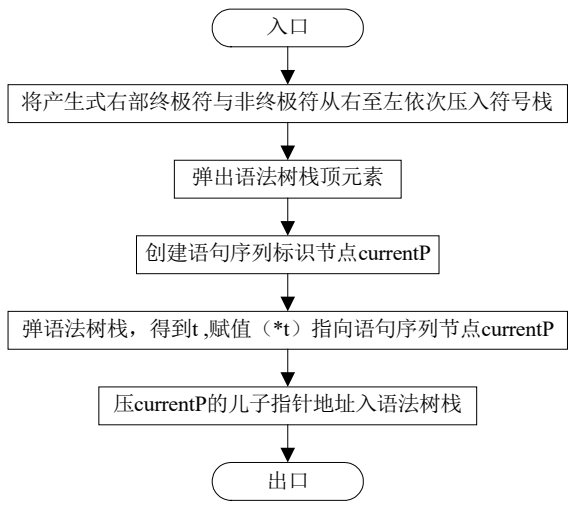 入口
将产生式右部终极符与非终极符从右至左依次压入符号栈
弹出语法树栈顶元素
创建语句序列标识节点currentP
弹语法树栈，得到t ,赋值（*t）指向语句序列节点currentP
压currentP的儿子指针地址入语法树栈
出口